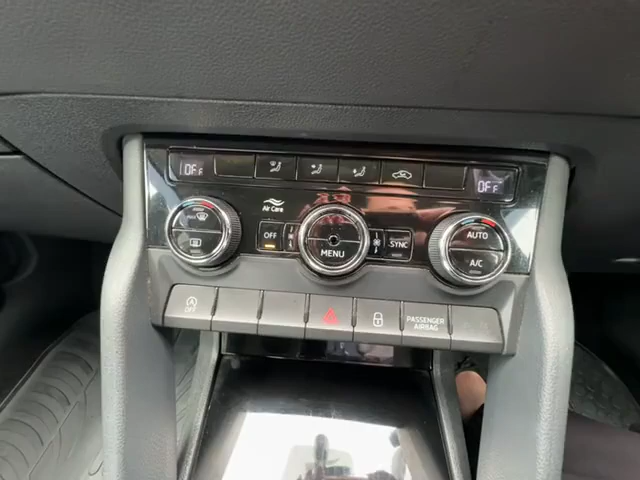 OFF
OFF
Air Care
OFF
MENU
SYNC
AUTO
A/C
A
OFF
PASSENGER
AIRBAG